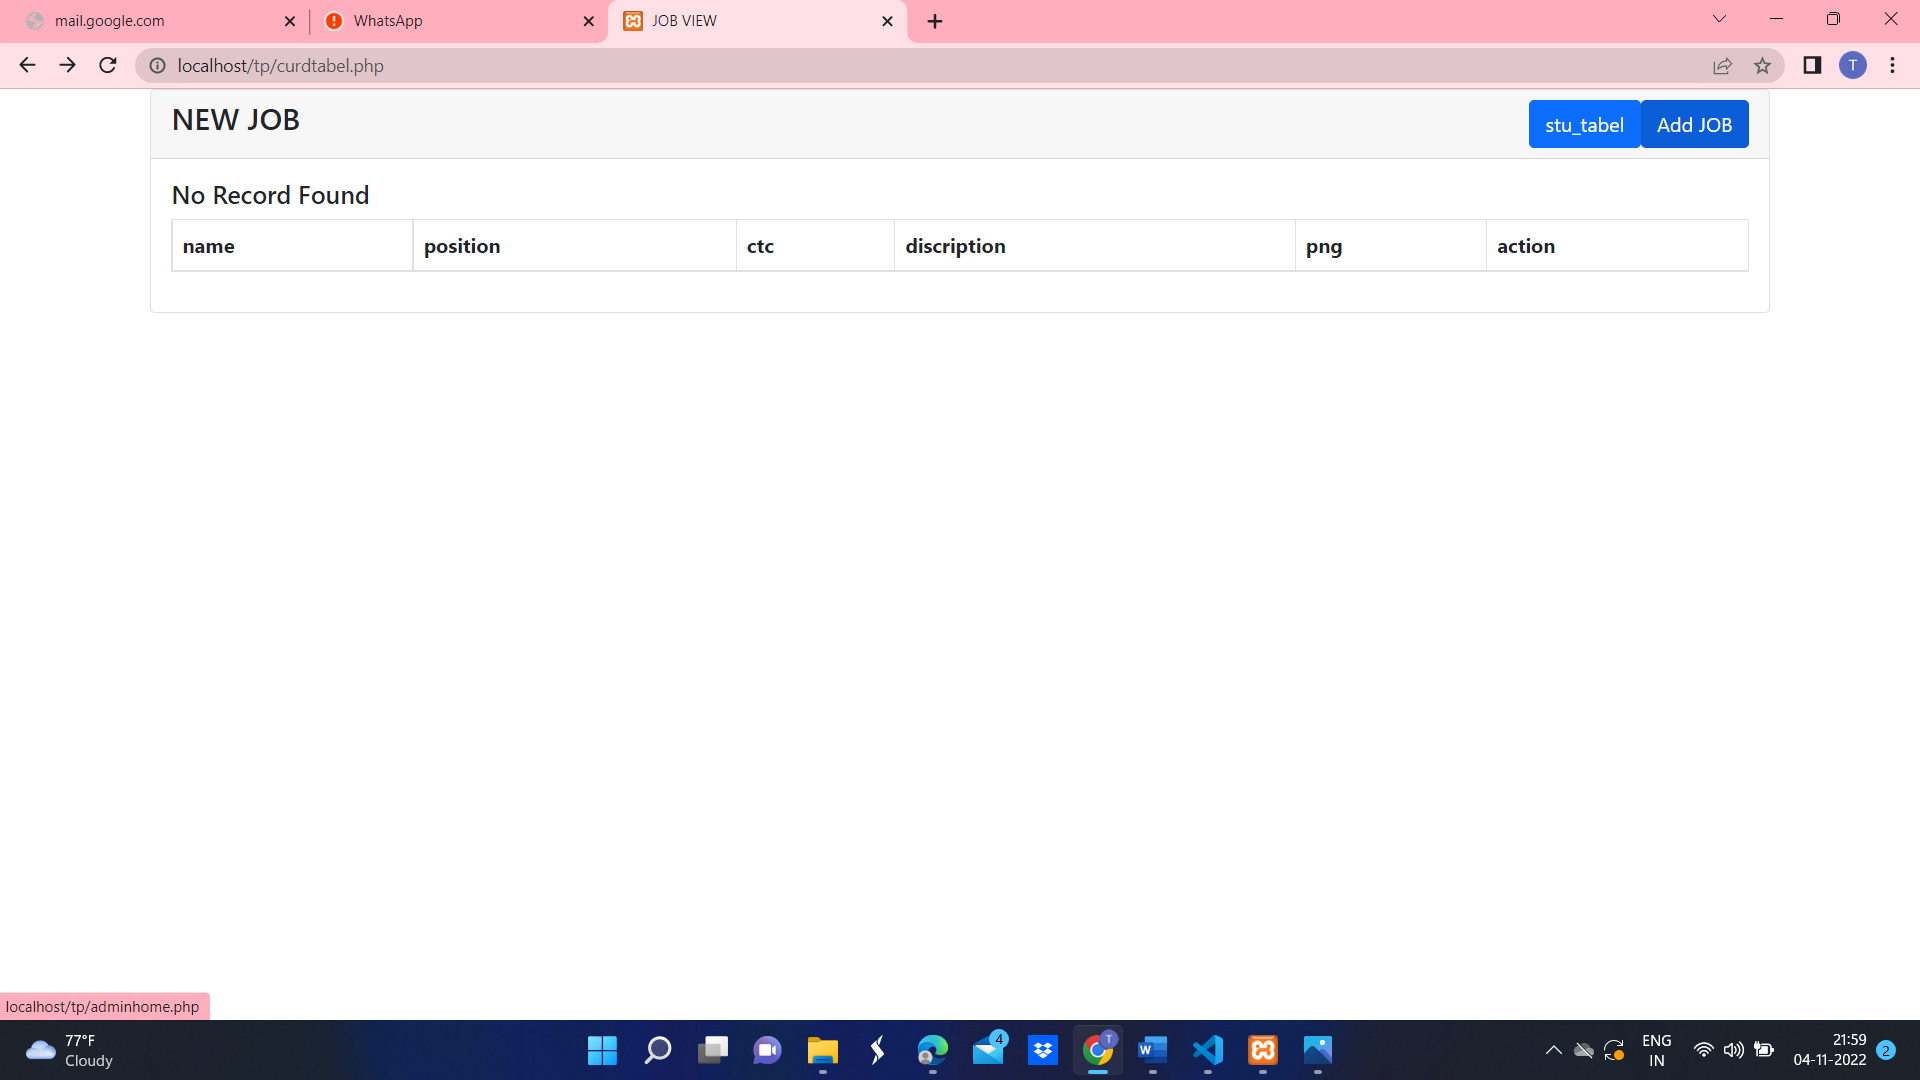 mail.google.com
WhatsApp
JOB VIEW
localhost/tp/curdtabel.php
T
NEW JOB
stu_tabel
Add JOB
No Record Found
name position ctc discription png action
localhost/tp/adminhome.php
77°F
Cloudy
4
T
W
ENG
IN
21:59
04-11-2022
2